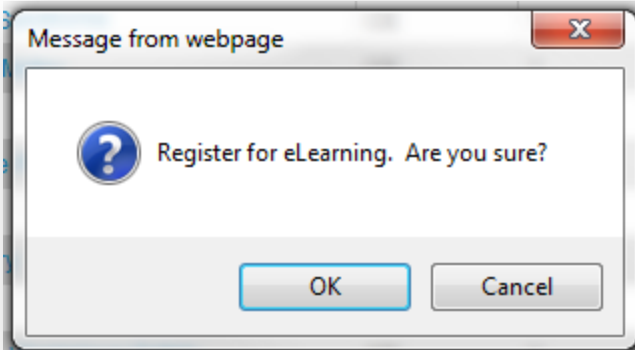 Message from webpage
Register for eLearning.  Are you sure?
OK
Cancel